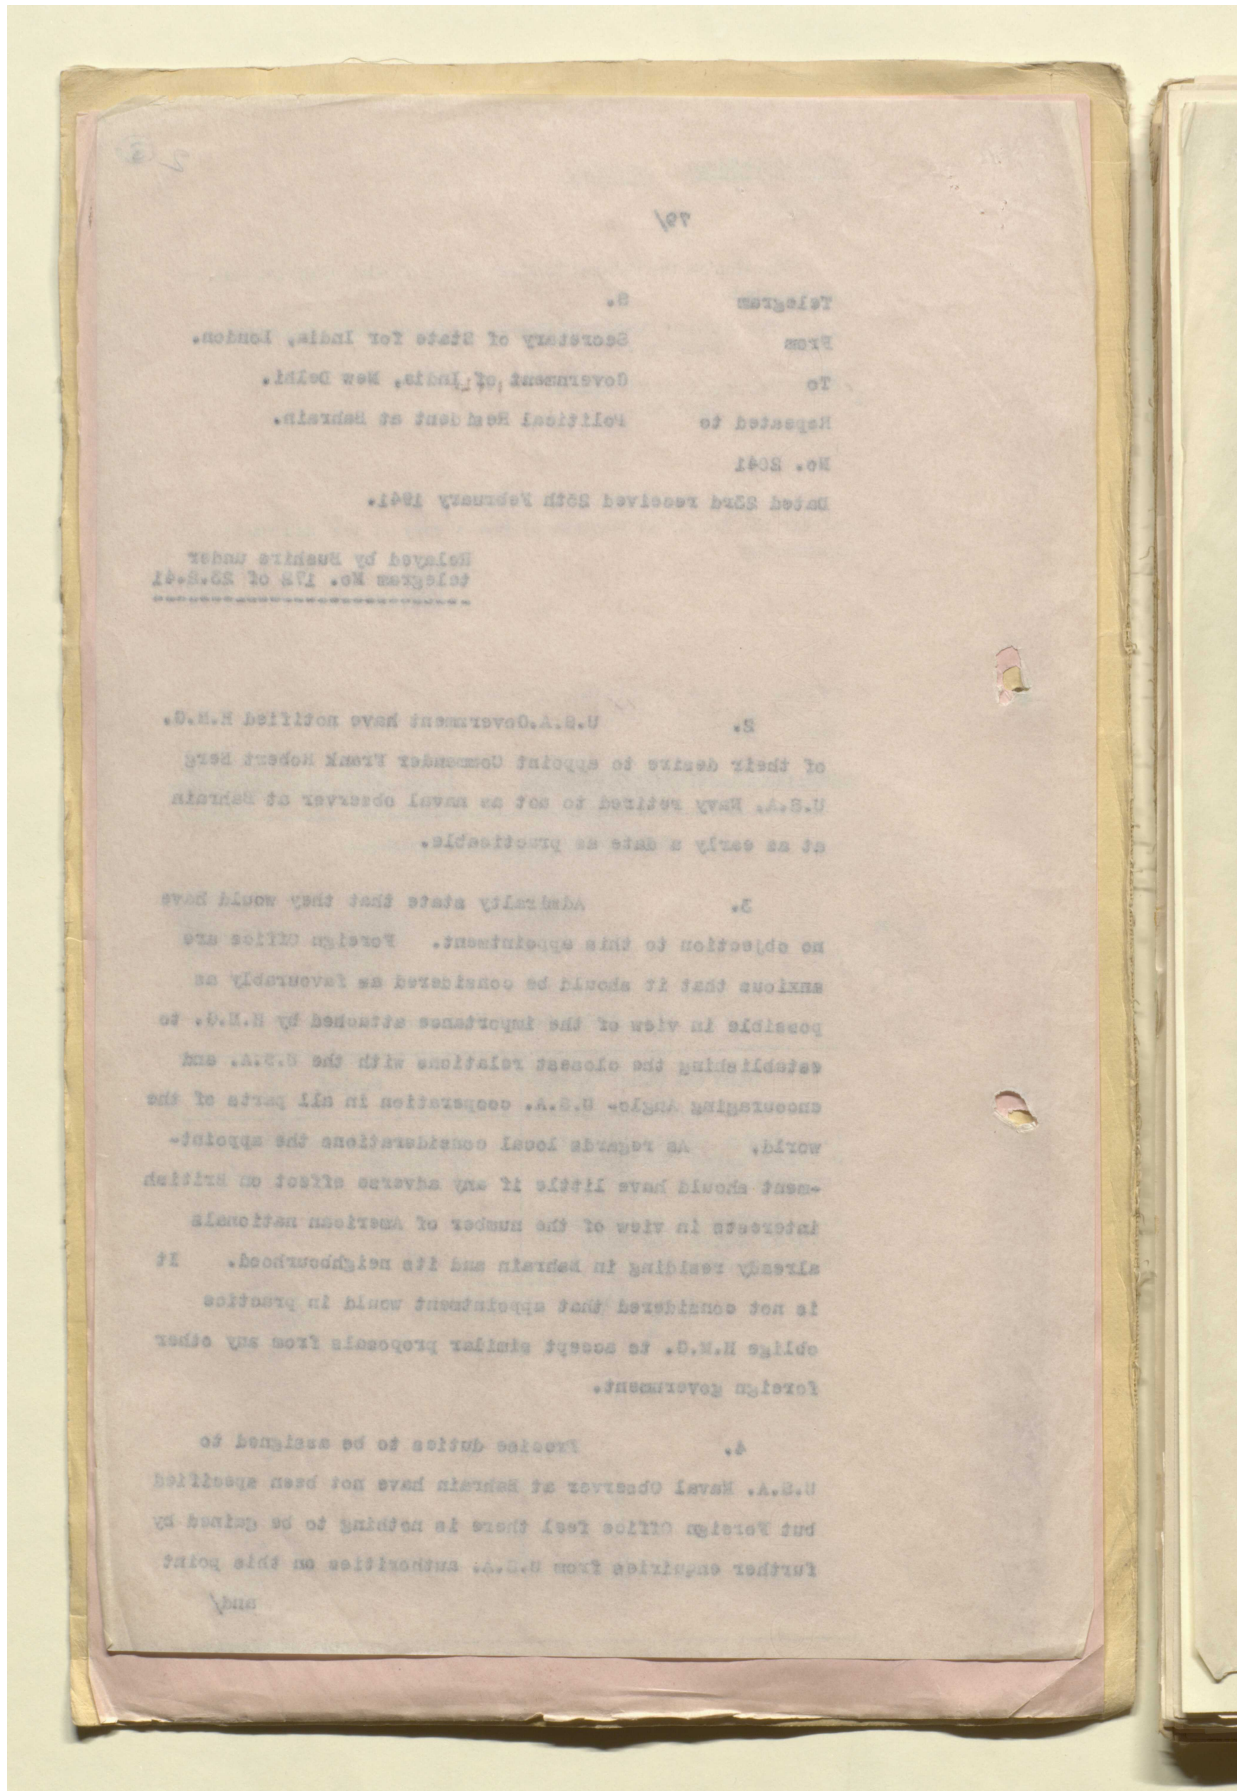 79/
Telegram S.
From Secretary of State for India, London.
To Government of India, New Delhi.
Repeated to Political Resident at Bahrain.
No. 2041
Dated 23rd received 25th February 1941.
Relayed by Bushire under
telegram No. 172 of 25.2.41
2. U.S.A.Government have notified H.M.G.
of their desire to appoint Commander Frank Robert Berg
U.S.A. Navy retired to act as naval observer at Bahrain
at as early a date as practicable.
3. Admiralty state that they would have
no objection to this appointment. Foreign Office are
anxious that it should be considered as favourably as
possible in view of the importance attached by H.M.G. to
establishing the closest relations with the U.S.A. and
encouraging Anglo- U.S.A. cooperation in all parts of the
world. As regards local considerations the appoint-
-ment should have little if any adverse effect on British
interests in view of the number of American nationals
already residing in Bahrain and its neighbourhood. It
is not considered that appointment would in practice
oblige H.M.G. to accept similar proposals from any other
foreign government.
4. Precise duties to be assigned to
U.S.A. Naval Observer at Bahrain have not been specified
but Foreign Office feel there is nothing to be gained by
further enquiries from U.S.A. authorities on this point
and/